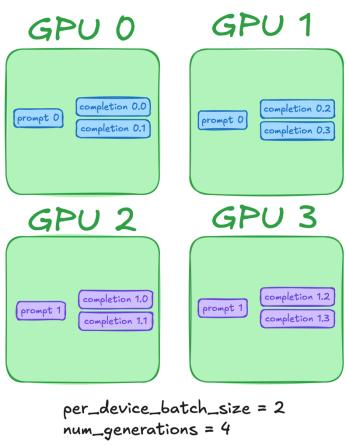 GPU 0
prompt 0
completion 0.0
completion 0.1
GPU 1
prompt 0
completion 0.2
completion 0.3
GPU 2
prompt 1
completion 1.0
completion 1.1
GPU 3
prompt 1
completion 1.2
completion 1.3
per_device_batch_size = 2
num_generations = 4